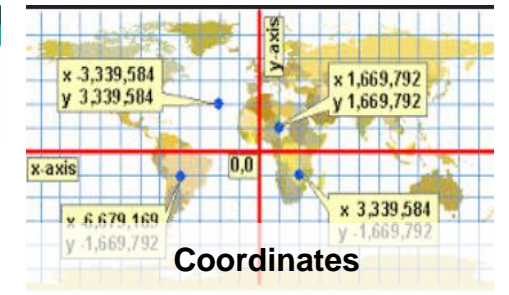 y-axis
x -3,339,584
y 3,339,584
x 1,669,792
y 1,669,792
x-axis
0,0
x -6,679,169
y -1,669,792
x 3,339,584
y -1,669,792
Coordinates